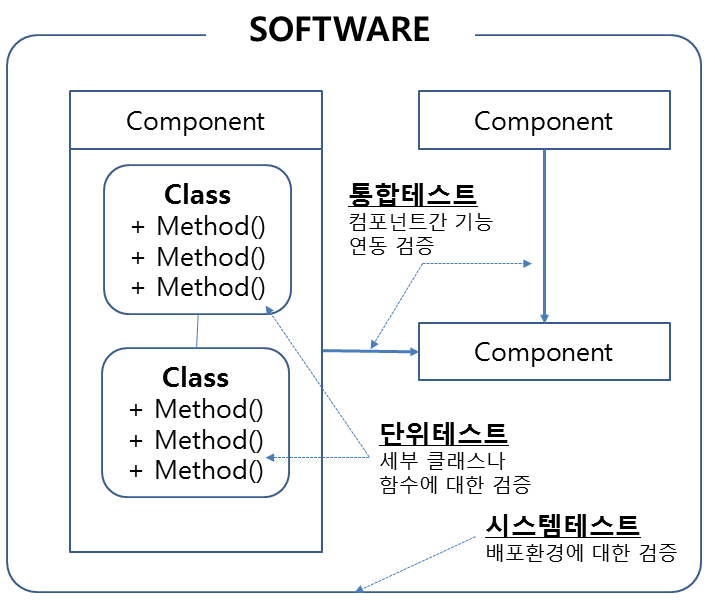 SOFTWARE
Component
Class
+ Method()
+ Method()
+ Method()
Class
+ Method()
+ Method()
+ Method()
Component
통합테스트
컴포넌트간 기능
연동 검증
Component
단위테스트
세부 클래스나
함수에 대한 검증
시스템테스트
배포환경에 대한 검증